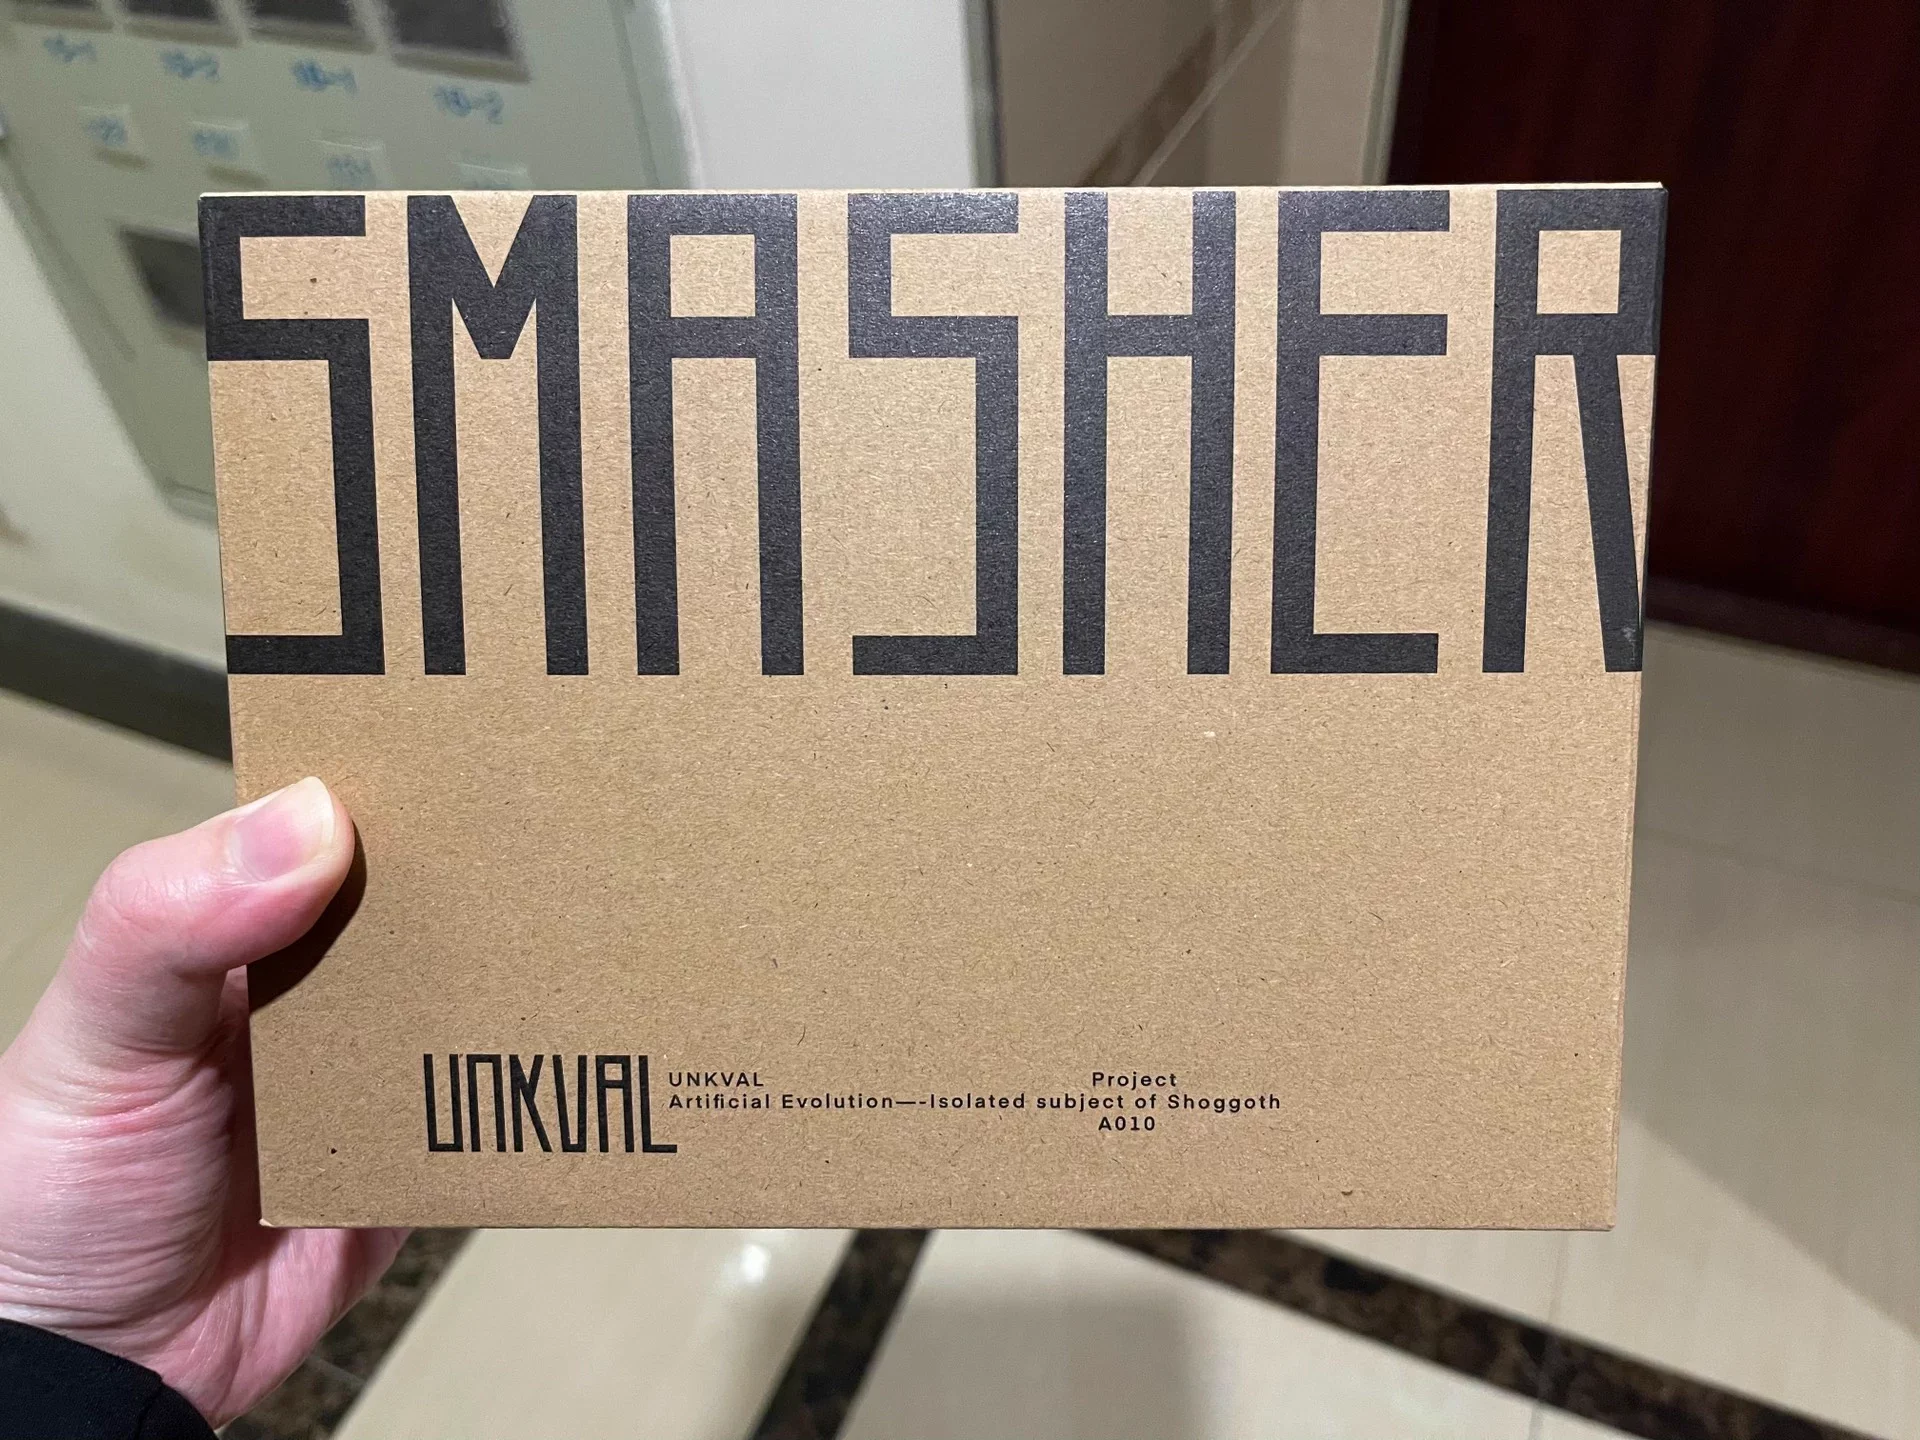 SMASHER
UNKVAL
UNKVAL Project
Artificial Evolution—-Isolated subject of Shoggoth
A010